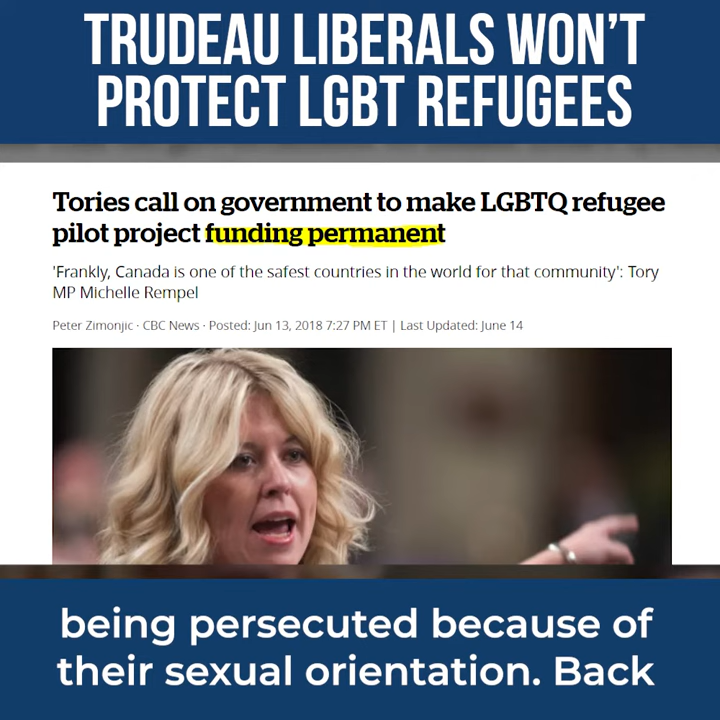 TRUDEAU LIBERALS WON'T
PROTECT LGBT REFUGEES
Tories call on government to make LGBTQ refugee
pilot project funding permanent
'Frankly, Canada is one of the safest countries in the world for that community': Tory
MP Michelle Rempel
Peter Zimonjic · CBC News · Posted: Jun 13, 2018 7:27 PM ET | Last Updated: June 14
being persecuted because of
their sexual orientation. Back